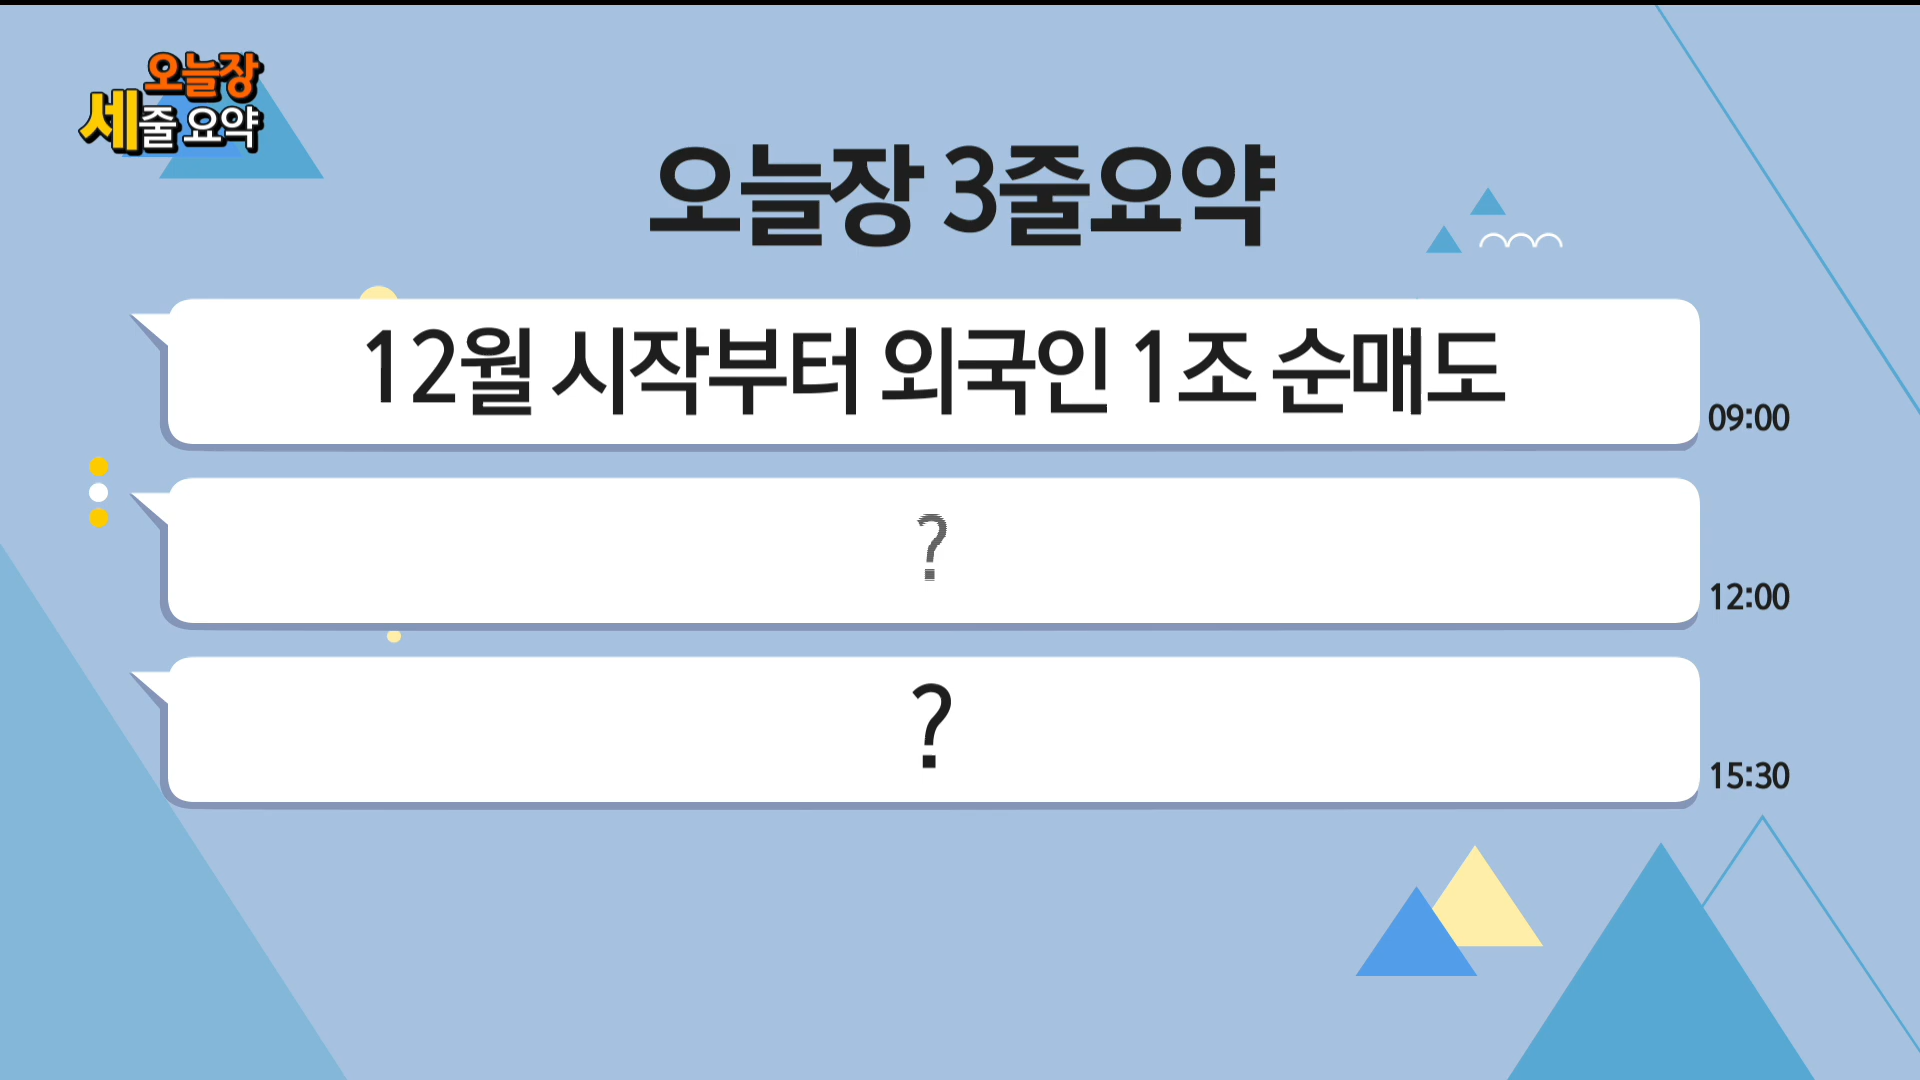 오늘장
세줄 요약
오늘장 3줄요약
12월 시작부터 외국인 1조 순매도
09:00
?
12:00
?
15:30